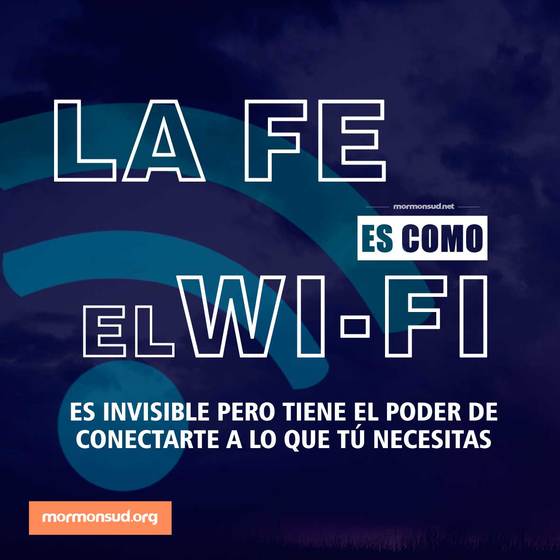 LA FE
mormonsud.net
ES COMO
EL WI-FI
ES INVISIBLE PERO TIENE EL PODER DE
CONECTARTE A LO QUE TÚ NECESITAS
mormonsud.org